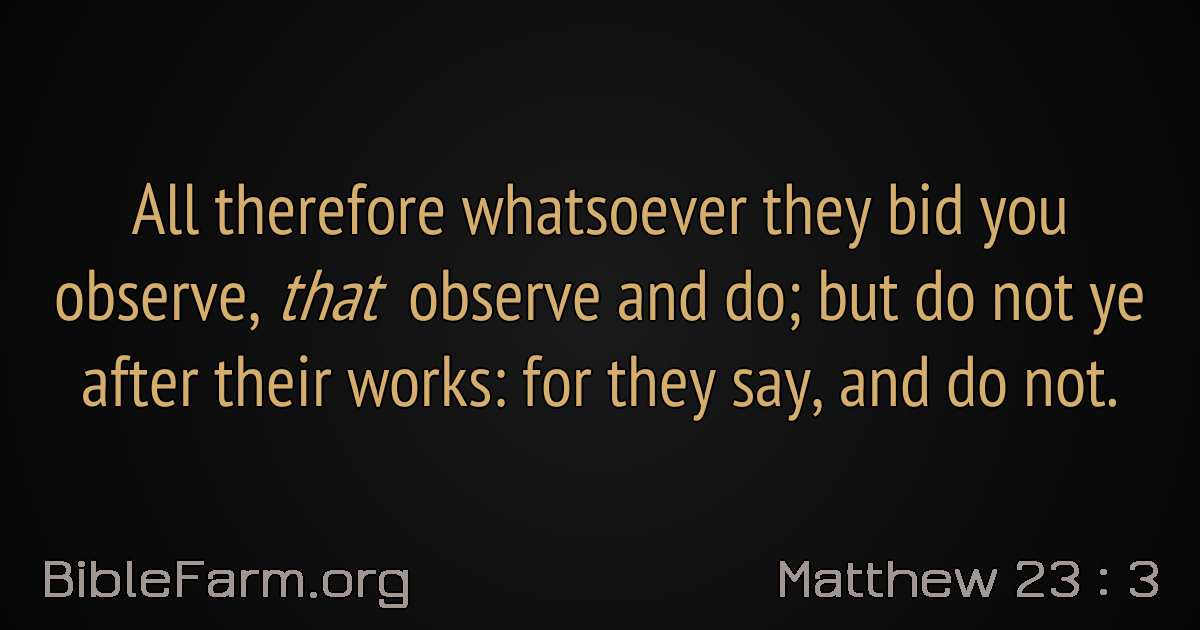 All therefore whatsoever they bid you
observe, that observe and do; but do not ye
after their works: for they say, and do not.
BibleFarm.org
Matthew 23 : 3